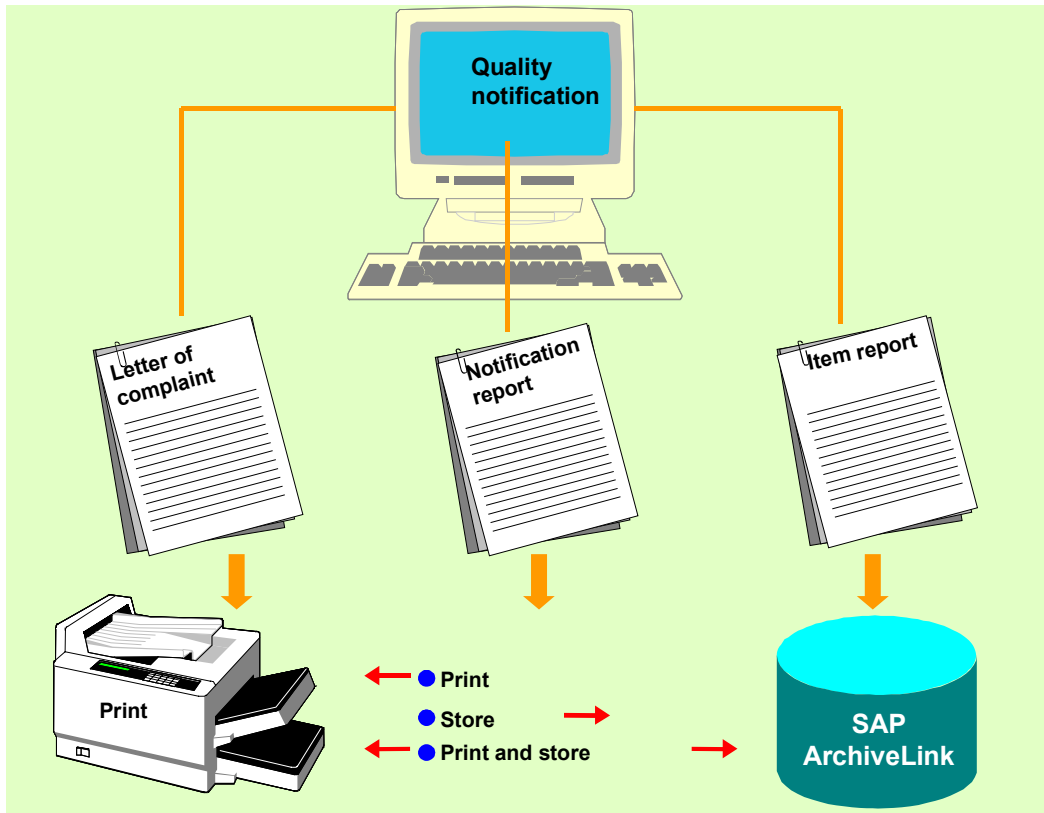 Quality
notification
Letter of
complaint
Notification
report
Item report
Print
Print
Store
Print and store
SAP
ArchiveLink